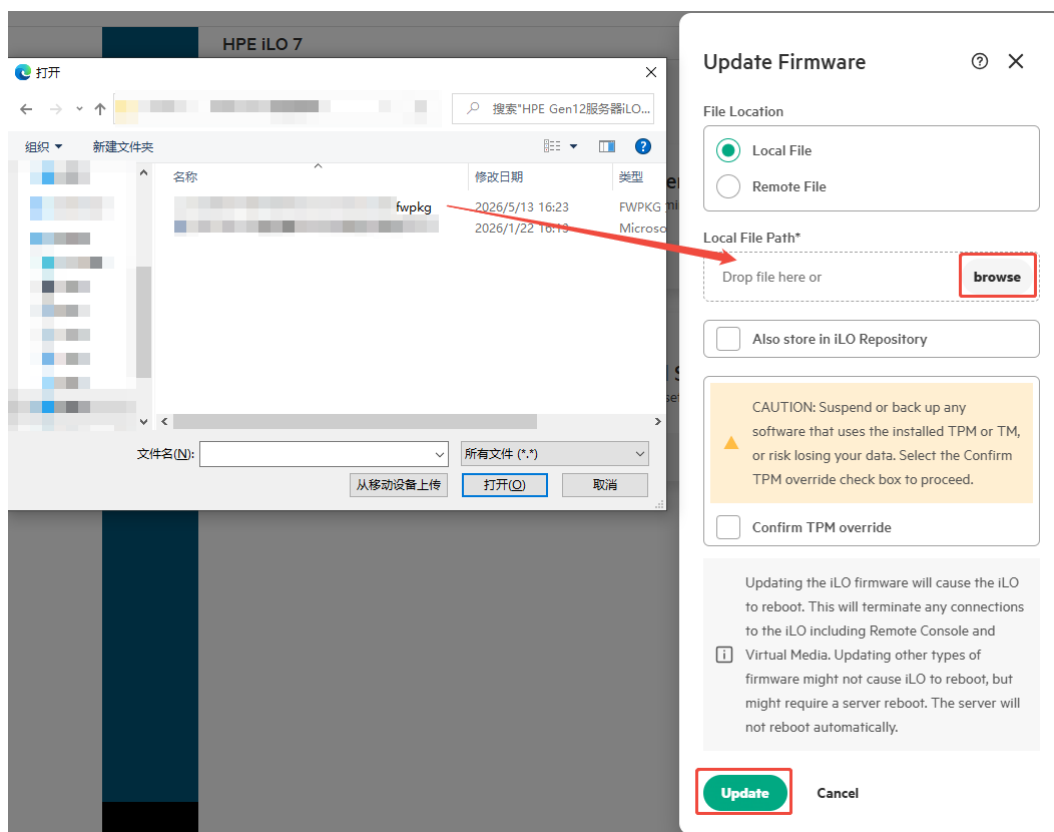 HPE iLO 7
打开
搜索"HPE Gen12服务器iLO...
组织
新建文件夹
名称
修改日期
类型
fwpkg
2026/5/13 16:23
FWPKG
2026/1/22 16:13
Microso
文件名(N):
所有文件 (*.*)
从移动设备上传
打开(O)
取消
Update Firmware
File Location
Local File
Remote File
Local File Path*
Drop file here or
browse
Also store in iLO Repository
CAUTION: Suspend or back up any
software that uses the installed TPM or TM,
or risk losing your data. Select the Confirm
TPM override check box to proceed.
Confirm TPM override
Updating the iLO firmware will cause the iLO
to reboot. This will terminate any connections
to the iLO including Remote Console and
Virtual Media. Updating other types of
firmware might not cause iLO to reboot, but
might require a server reboot. The server will
not reboot automatically.
Update
Cancel